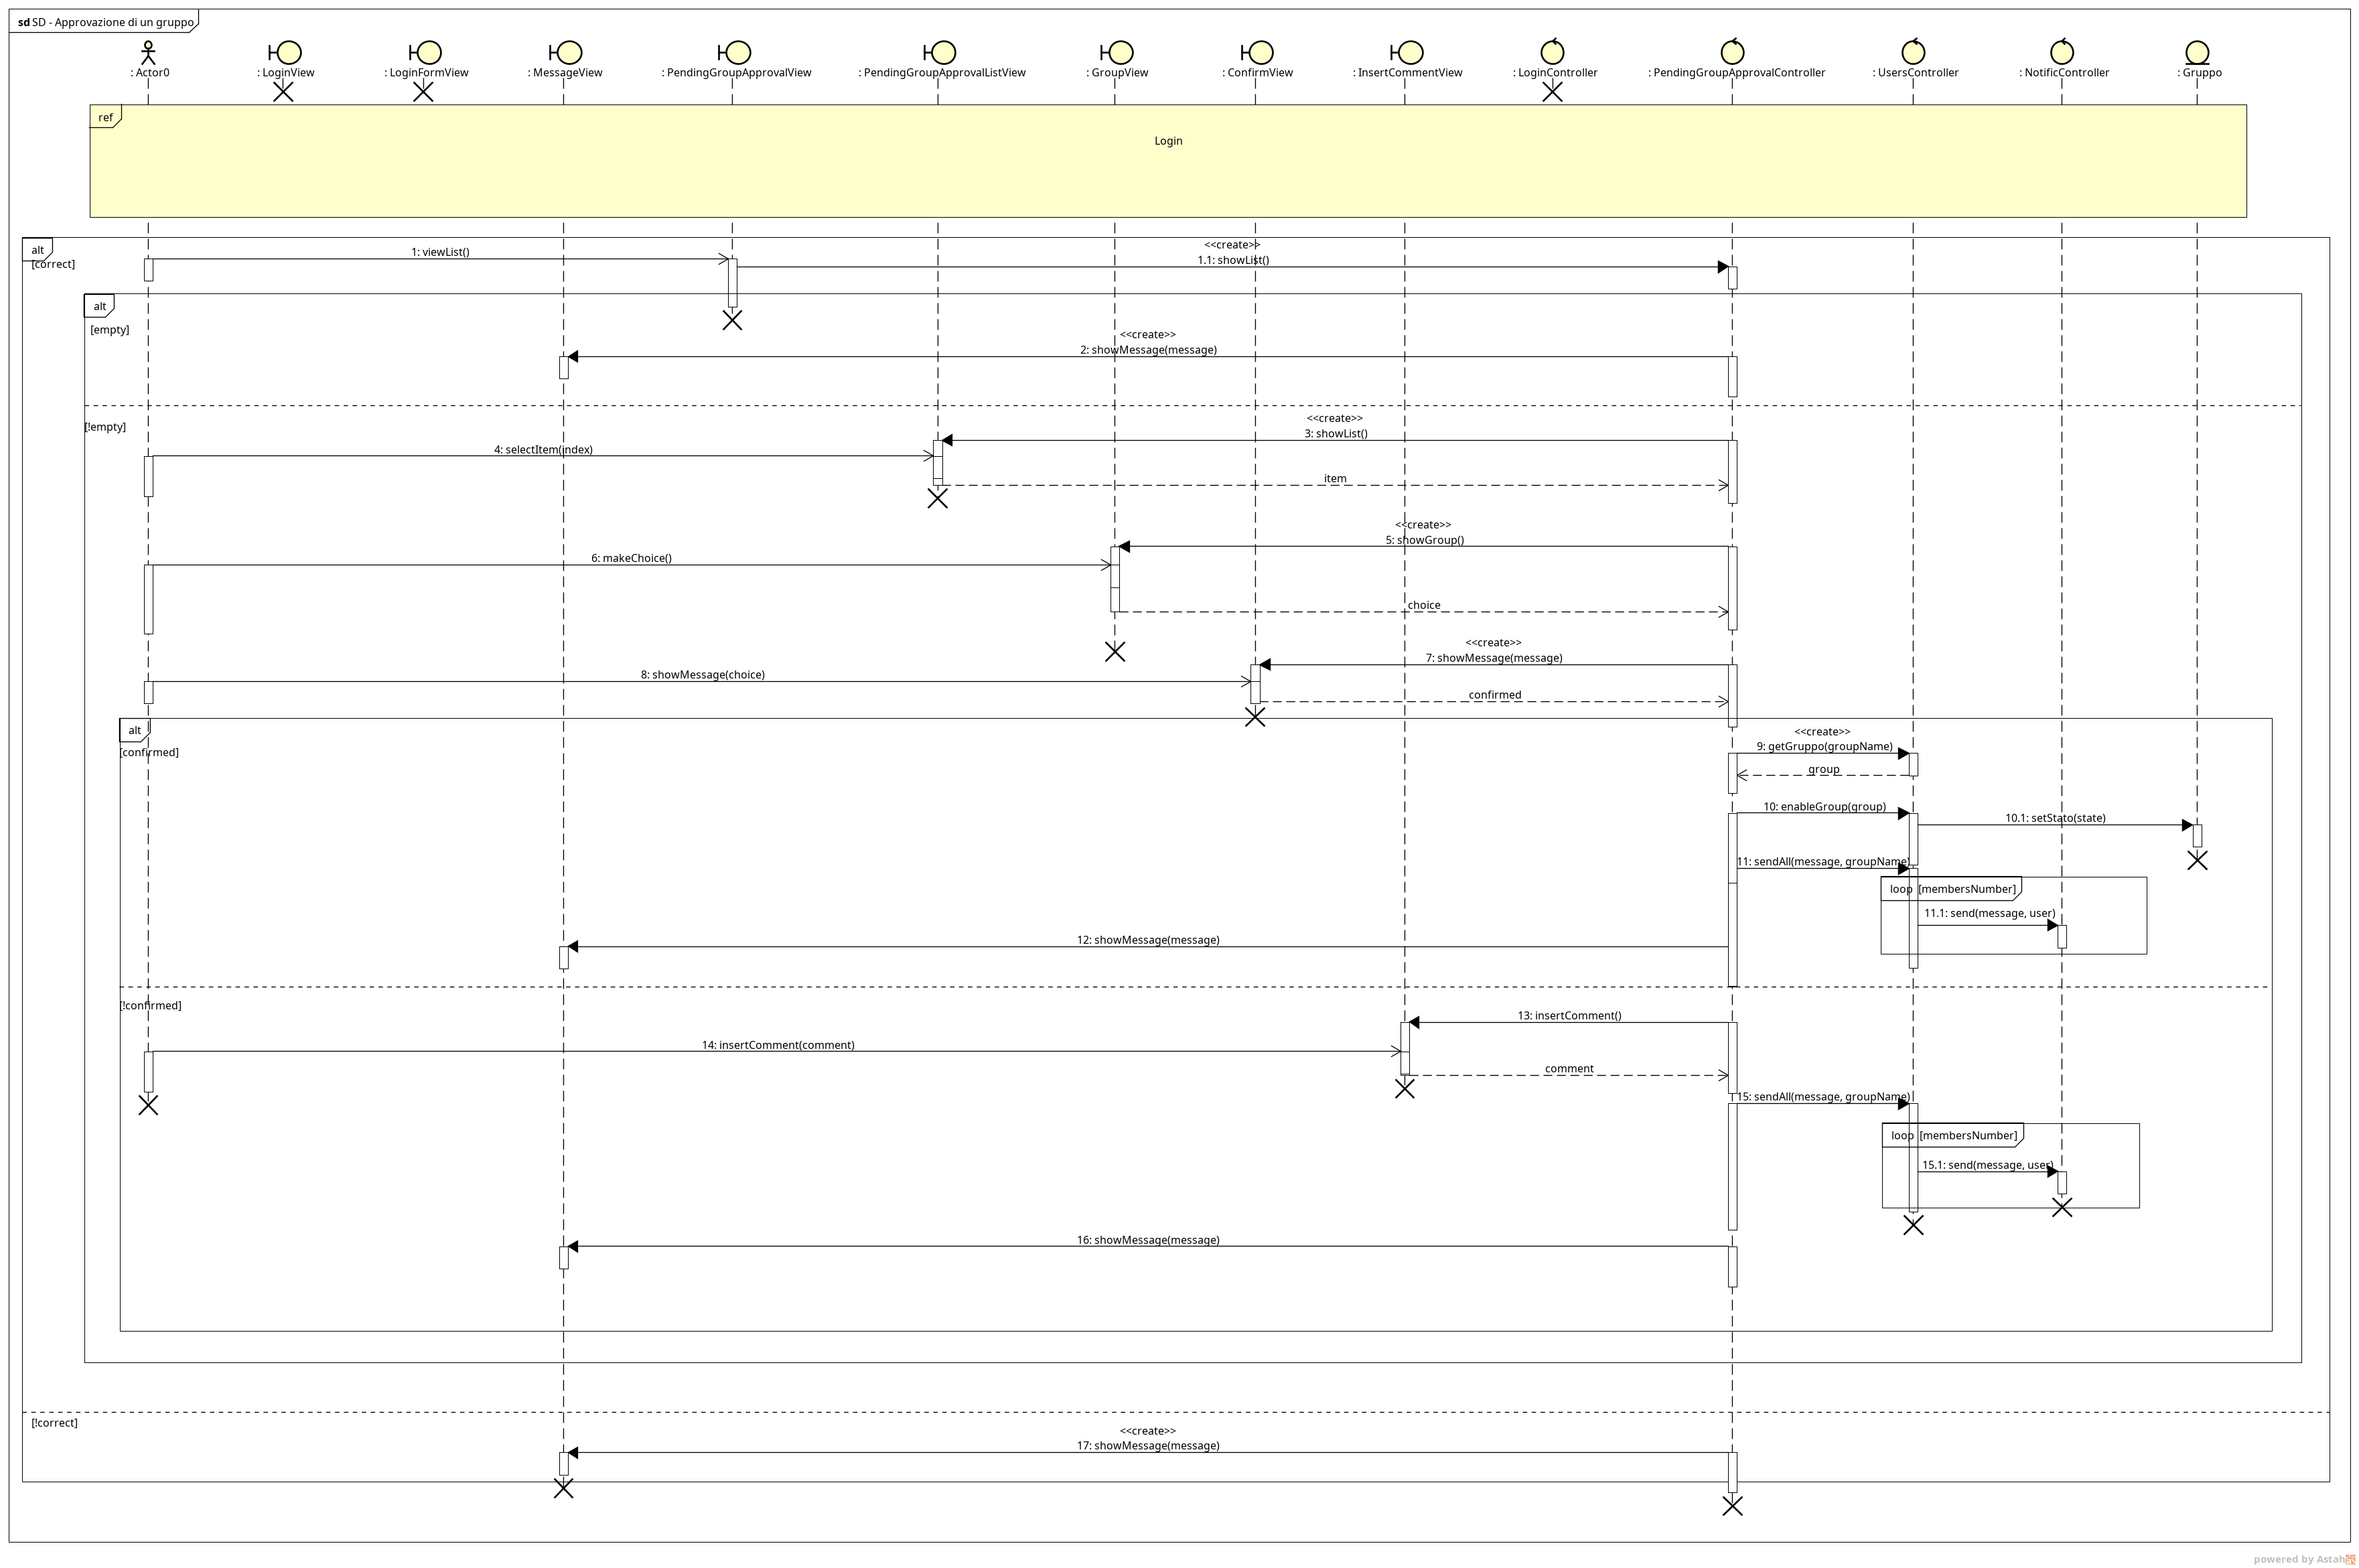 sd SD - Approvazione di un gruppo
: Actor0
: LoginView
: LoginFormView
: MessageView
: PendingGroupApprovalView
: PendingGroupApprovalListView
: GroupView
: ConfirmView
: InsertCommentView
: LoginController
: PendingGroupApprovalController
: UsersController
: NotificController
: Gruppo
ref
Login
alt
[correct]
1: viewList()
<<create>>
1.1: showList()
alt
[empty]
<<create>>
2: showMessage(message)
[!empty]
<<create>>
3: showList()
4: selectItem(index)
item
<<create>>
5: showGroup()
6: makeChoice()
choice
<<create>>
7: showMessage(message)
8: showMessage(choice)
confirmed
alt
[confirmed]
<<create>>
9: getGruppo(groupName)
group
10: enableGroup(group)
10.1: setStato(state)
11: sendAll(message, groupName)
loop [membersNumber]
11.1: send(message, user)
12: showMessage(message)
[!confirmed]
13: insertComment()
14: insertComment(comment)
comment
15: sendAll(message, groupName)
loop [membersNumber]
15.1: send(message, user)
16: showMessage(message)
[!correct]
<<create>>
17: showMessage(message)
powered by Astah